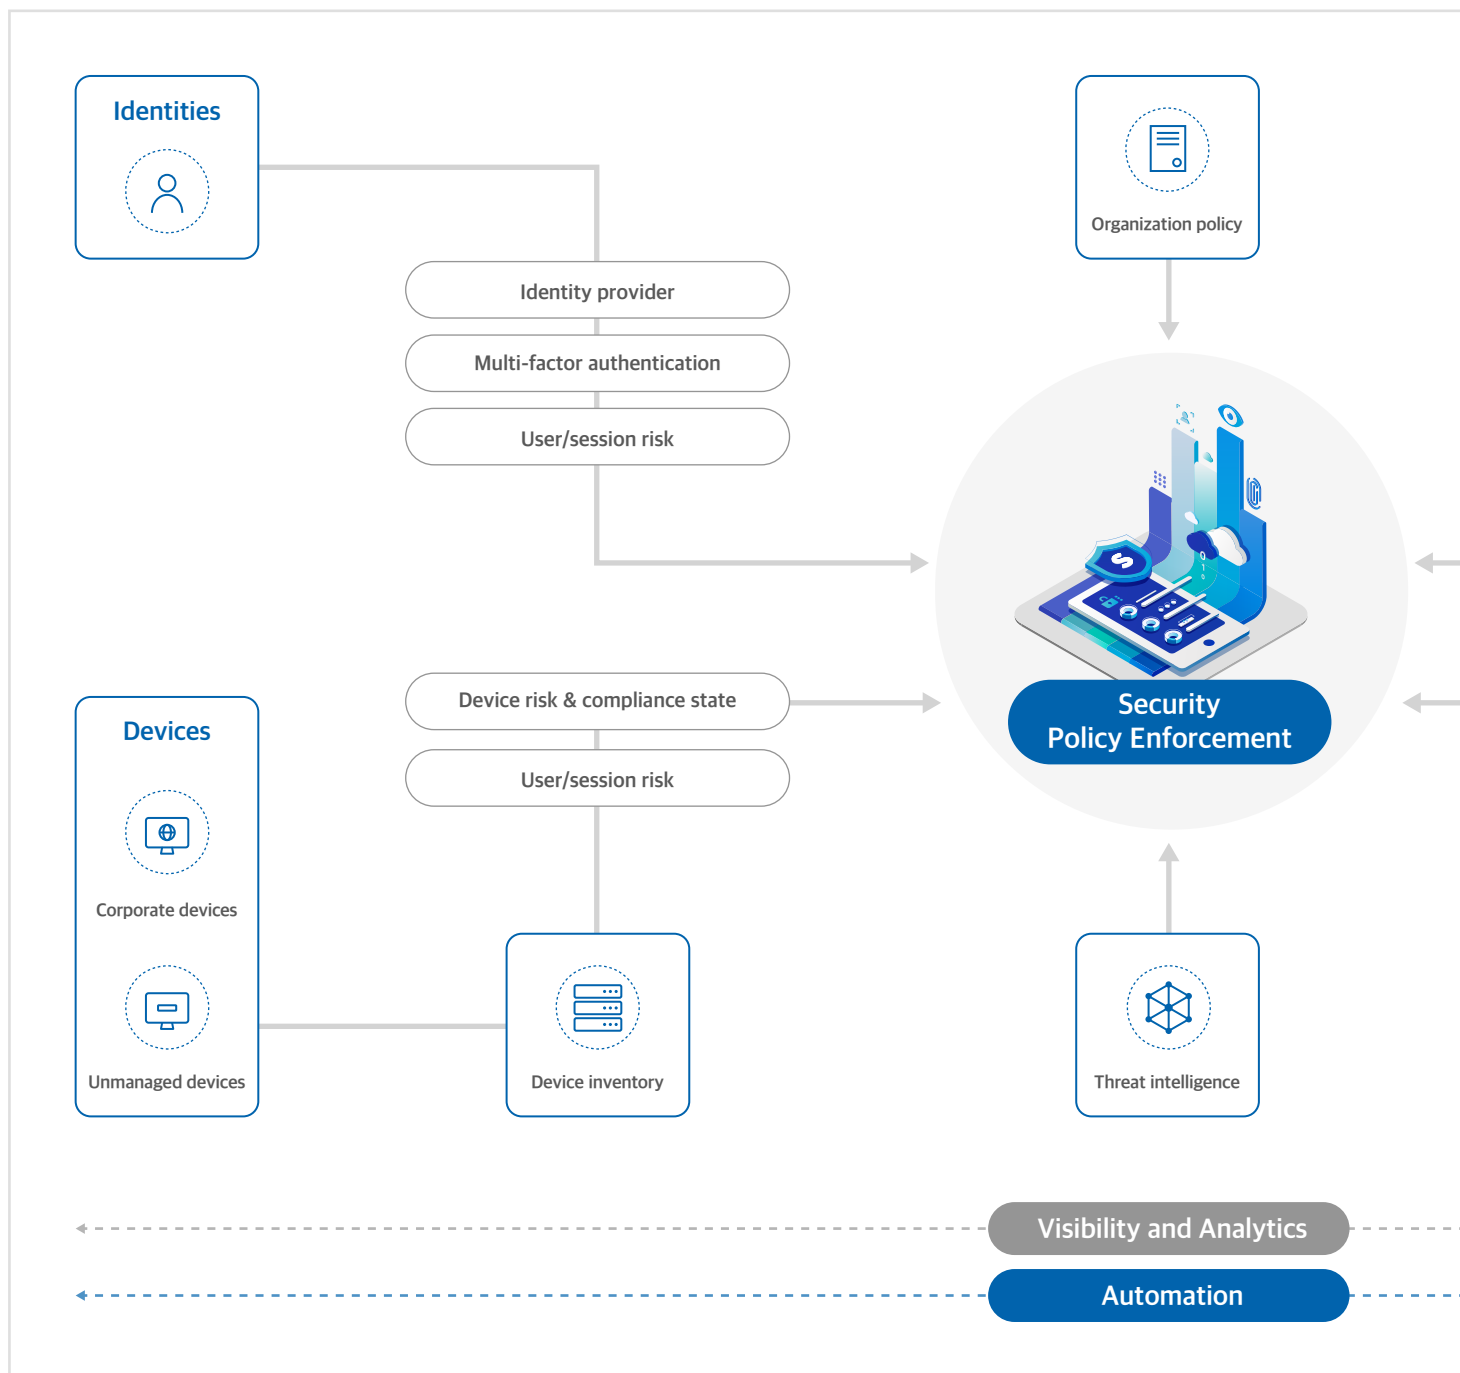 Identities
Organization policy
Identity provider
Multi-factor authentication
User/session risk
S
Device risk & compliance state
User/session risk
Security
Policy Enforcement
Devices
Corporate devices
Unmanaged devices
Device inventory
Threat intelligence
Visibility and Analytics
Automation